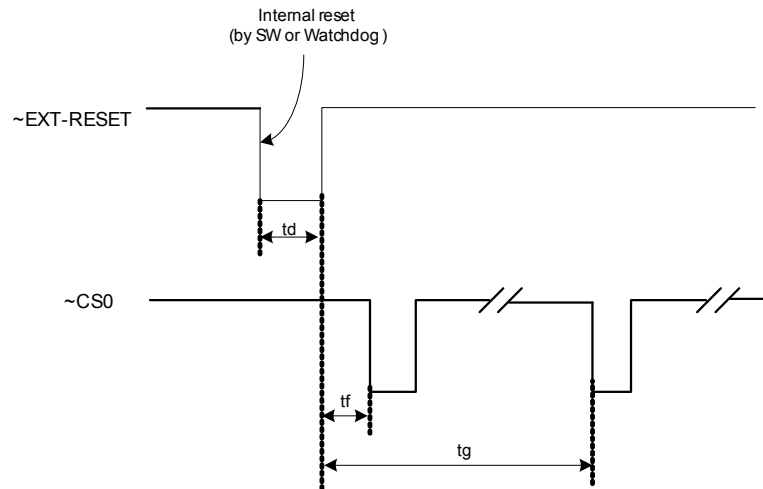 Internal reset
(by SW or Watchdog )
~EXT-RESET
td
~CS0
tf
tg